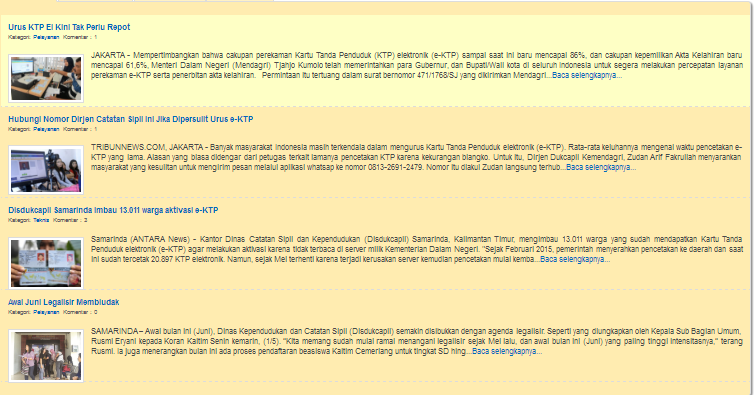 Urus KTP El Kini Tak Perlu Repot
Kategori: Pelayanan Komentar : 1
JAKARTA - Mempertimbangkan bahwa cakupan perekaman Kartu Tanda Penduduk (KTP) elektronik (e-KTP) sampai saat ini baru mencapai 86%, dan cakupan kepemilikan Akta Kelahiran baru
mencapai 61,6%, Menteri Dalam Negeri (Mendagri) Tjahjo Kumolo telah memerintahkan para Gubernur, dan Bupati/Wali kota di seluruh Indonesia untuk segera melakukan percepatan layanan
perekaman e-KTP serta penerbitan akta kelahiran. Permintaan itu tertuang dalam surat bernomor 471/1768/SJ yang dikirimkan Mendagri...Baca selengkapnya...
Hubungi Nomor Dirjen Catatan Sipil Ini Jika Dipersulit Urus e-KTP
Kategori: Pelayanan Komentar : 1
TRIBUNNEWS.COM, JAKARTA - Banyak masyarakat Indonesia masih terkendala dalam mengurus Kartu Tanda Penduduk elektronik (e-KTP). Rata-rata keluhannya mengenai waktu pencetakan e-
KTP yang lama. Alasan yang biasa didengar dari petugas terkait lamanya pencetakan KTP karena kekurangan blangko. Untuk itu, Dirjen Dukcapil Kemendagri, Zudan Arif Fakrulloh menyarankan
masyarakat yang kesulitan untuk mengirim pesan melalui aplikasi whatsap ke nomor 0813-2691-2479. Nomor itu diakui Zudan langsung terhub...Baca selengkapnya...
Disdukcapil Samarinda imbau 13.011 warga aktivasi e-KTP
Kategori: Teknis Komentar : 3
Samarinda (ANTARA News) - Kantor Dinas Catatan Sipil dan Kependudukan (Disdukcapil) Samarinda, Kalimantan Timur, mengimbau 13.011 warga yang sudah mendapatkan Kartu Tanda
Penduduk elektronik (e-KTP) agar melakukan aktivasi karena tidak terbaca di server milik Kementerian Dalam Negeri. "Sejak Februari 2015, pemerintah menyerahkan pencetakan ke daerah dan saat
ini sudah tercetak 20.897 KTP elektronik. Namun, sejak Mei terhenti karena terjadi kerusakan server kemudian pencetakan mulai kemba...Baca selengkapnya...
Awal Juni Legalisir Membludak
Kategori: Pelayanan Komentar : 0
SAMARINDA – Awal bulan ini (Juni), Dinas Kependudukan dan Catatan Sipil (Disdukcapil) semakin disibukkan dengan agenda legalisir. Seperti yang diungkapkan oleh Kepala Sub Bagian Umum,
Rusmi Eryani kepada Koran Kaltim Senin kemarin, (1/5). "Kita memang sudah mulai ramai menangani legalisir sejak Mei lalu, dan awal bulan ini (Juni) yang paling tinggi intensitasnya," terang
Rusmi. Ia juga menerangkan bulan ini ada proses pendaftaran beasiswa Kaltim Cemerlang untuk tingkat SD hing...Baca selengkapnya...